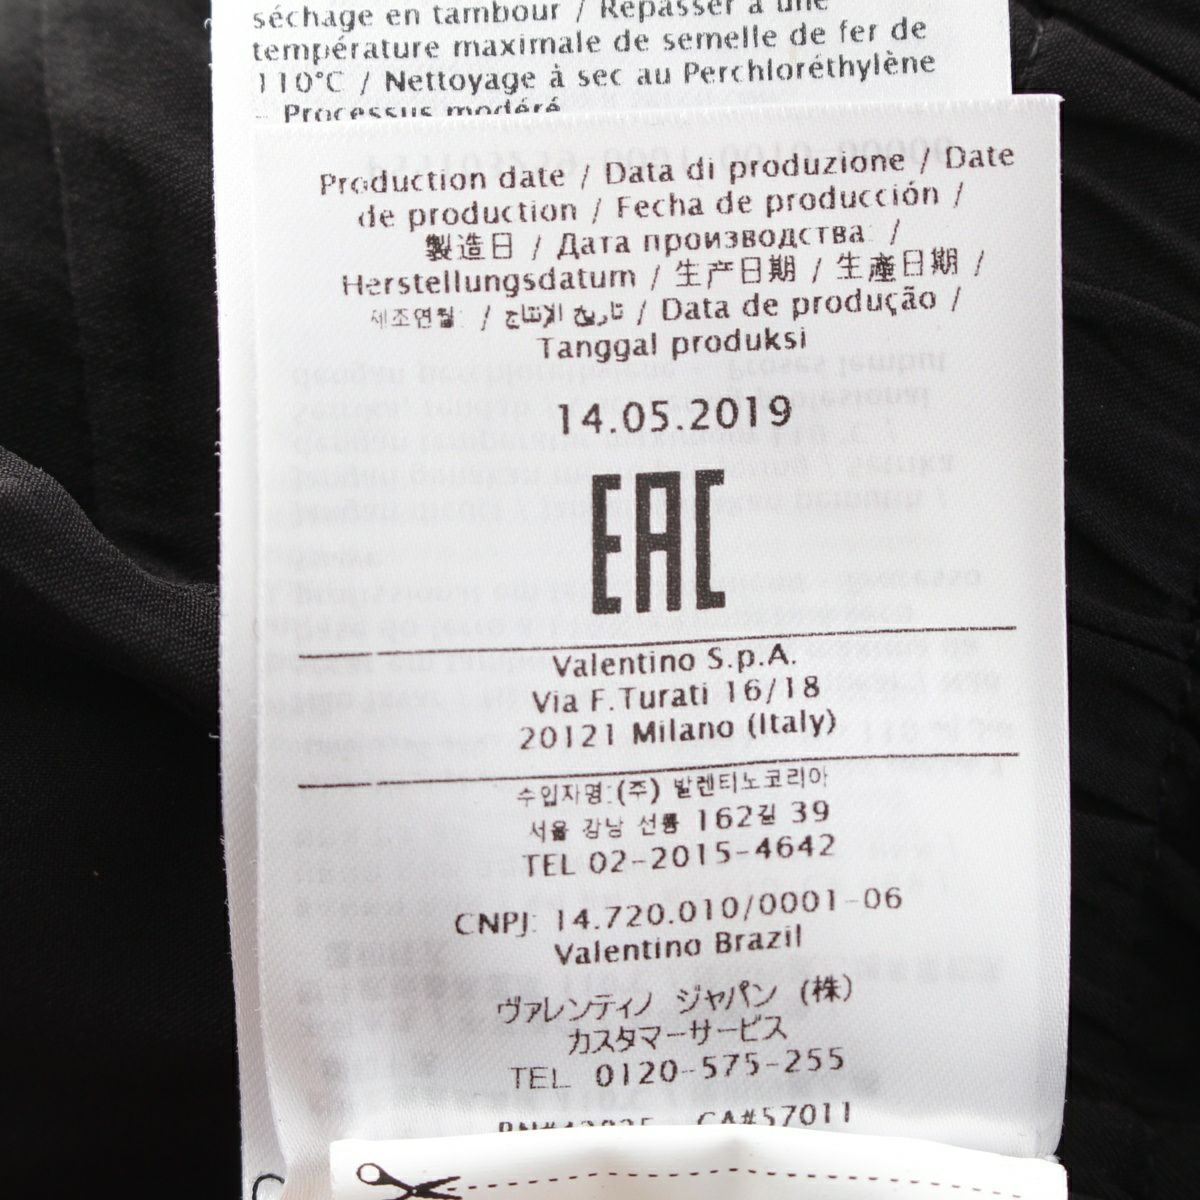 séchage en tambour / Repasser à une
température maximale de semelle de fer de
110°C / Nettoyage à sec au Perchloréthylène
- Processus modéré
Production date / Data di produzione / Date
de production / Fecha de producción /
製造日 / Дата производства: /
Herstellungsdatum / 生产日期 / 生產日期 /
제조연월: / تاريخ الإنتاج / Data de produção /
Tanggal produksi
14.05.2019
EAC
Valentino S.p.A.
Via F.Turati 16/18
20121 Milano (Italy)
수입자명:(주) 발렌티노코리아
서울 강남 선릉 162길 39
TEL 02-2015-4642
CNPJ: 14.720.010/0001-06
Valentino Brazil
ヴァレンティノ ジャパン (株)
カスタマーサービス
TEL 0120-575-255
CA#57011